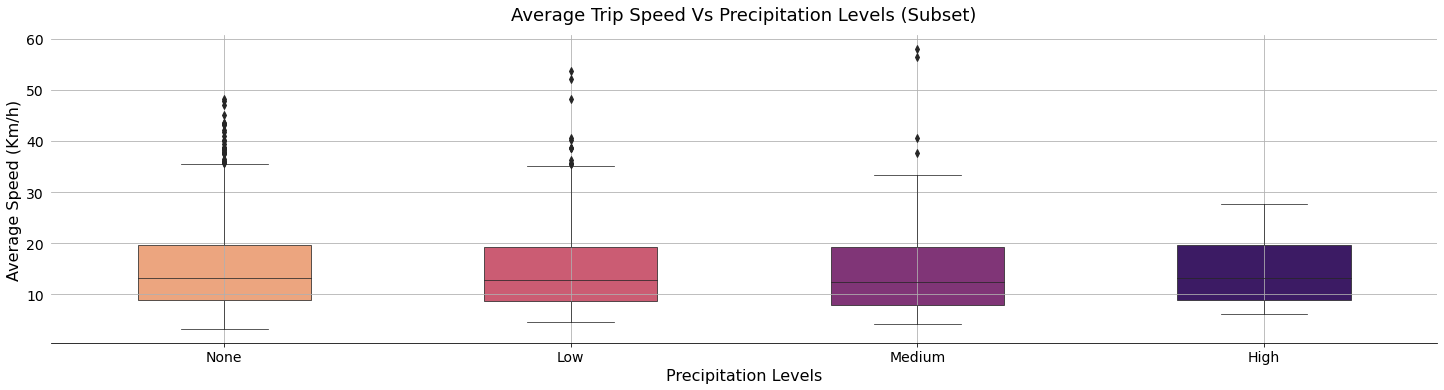 Average Trip Speed Vs Precipitation Levels (Subset)
Average Speed (Km/h)
60
50
40
30
20
10
None Low Medium High
Precipitation Levels